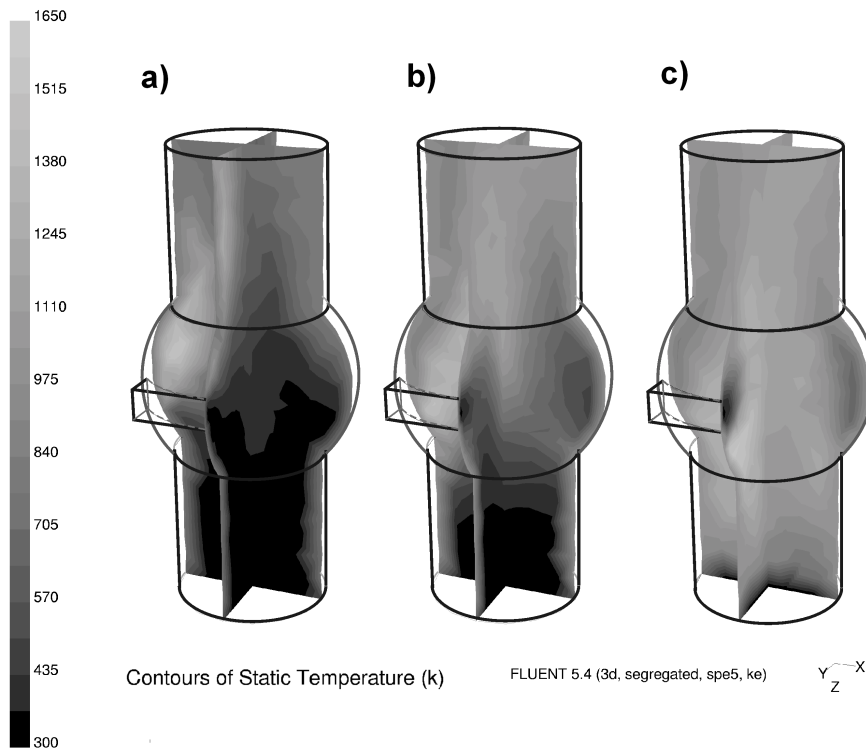 1650
1515
1380
1245
1110
975
840
705
570
435
300
a) b) c)
Contours of Static Temperature (k)
FLUENT 5.4 (3d, segregated, spe5, ke)
Y X
Z